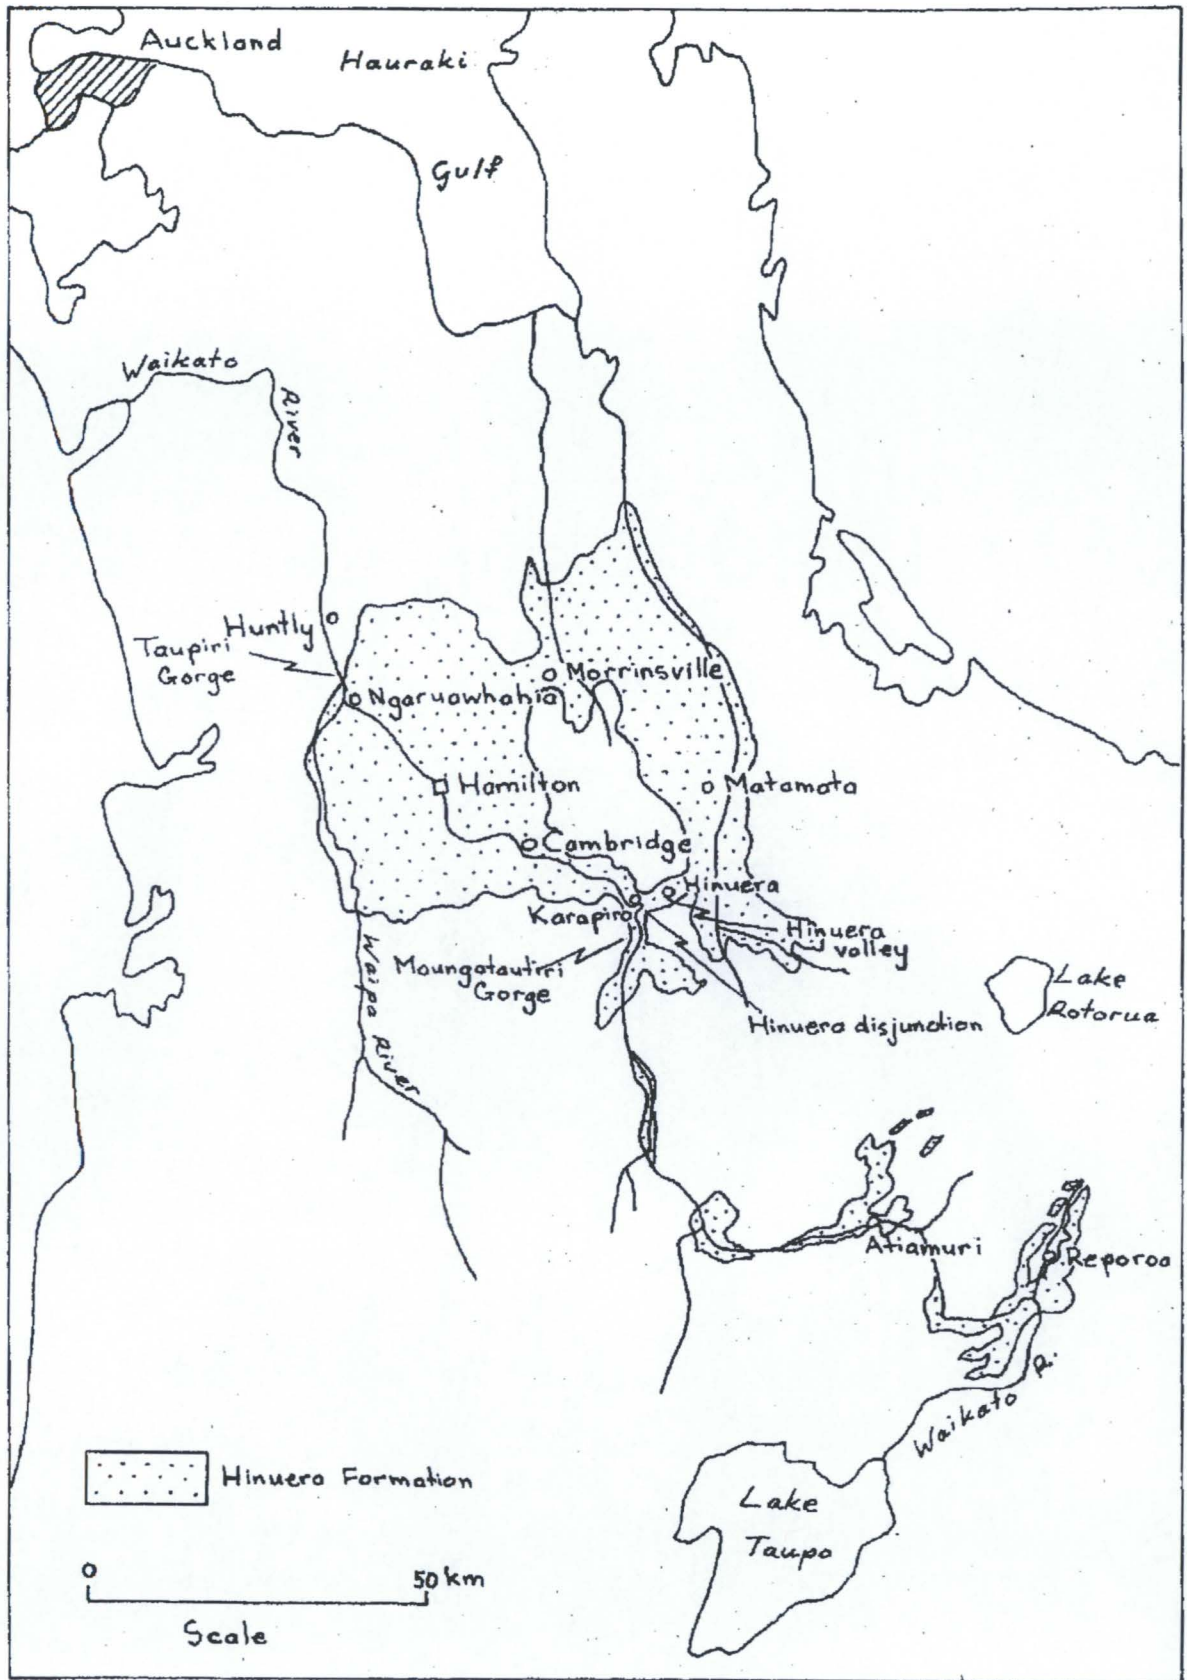 Auckland
Hauraki
Gulf
Waikato
River
Huntly
Taupiri
Gorge
Morrinsville
Ngaruawhahia
Hamilton
Matamata
Cambridge
Hinuera
Karapiro
Hinuera
valley
Maungatautiri
Gorge
Lake
Rotorua
Hinuera disjunction
Waipa River
Atiamuri
Reporoa
Waikato R.
Hinuera Formation
Lake
Taupo
0 50 km
Scale